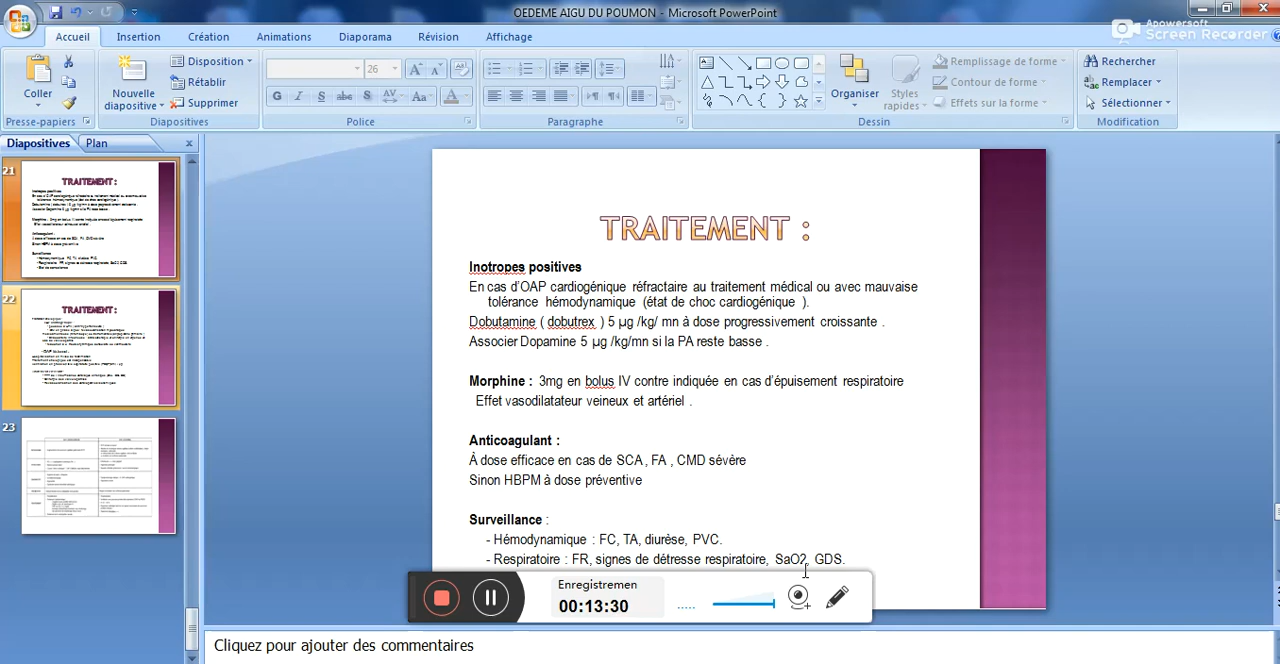 OEDEME AIGU DU POUMON - Microsoft PowerPoint
Apowersoft
Screen Recorder
Accueil Insertion Création Animations Diaporama Révision Affichage
Coller
Nouvelle diapositive
Disposition
Rétablir
Supprimer
26
G I S abc S AV Aa A
Organiser
Styles rapides
Remplissage de forme
Contour de forme
Effets sur la forme
Rechercher
Remplacer
Sélectionner
Presse-papiers Diapositives Police Paragraphe Dessin Modification
Diapositives Plan
21
TRAITEMENT :
22
TRAITEMENT :
23
TRAITEMENT :
Inotropes positives
En cas d'OAP cardiogénique réfractaire au traitement médical ou avec mauvaise
tolérance hémodynamique (état de choc cardiogénique ).
Dobutamine ( dobutrex ) 5 µg /kg/ mn à dose progressivement croissante .
Associer Dopamine 5 µg /kg/mn si la PA reste basse .
Morphine : 3mg en bolus IV contre indiquée en cas d'épuisement respiratoire
Effet vasodilatateur veineux et artériel .
Anticoagulant :
À dose efficace en cas de SCA, FA , CMD sévère
Sinon HBPM à dose préventive
Surveillance :
- Hémodynamique : FC, TA, diurèse, PVC.
- Respiratoire : FR, signes de détresse respiratoire, SaO2, GDS.
Enregistremen
00:13:30
Cliquez pour ajouter des commentaires